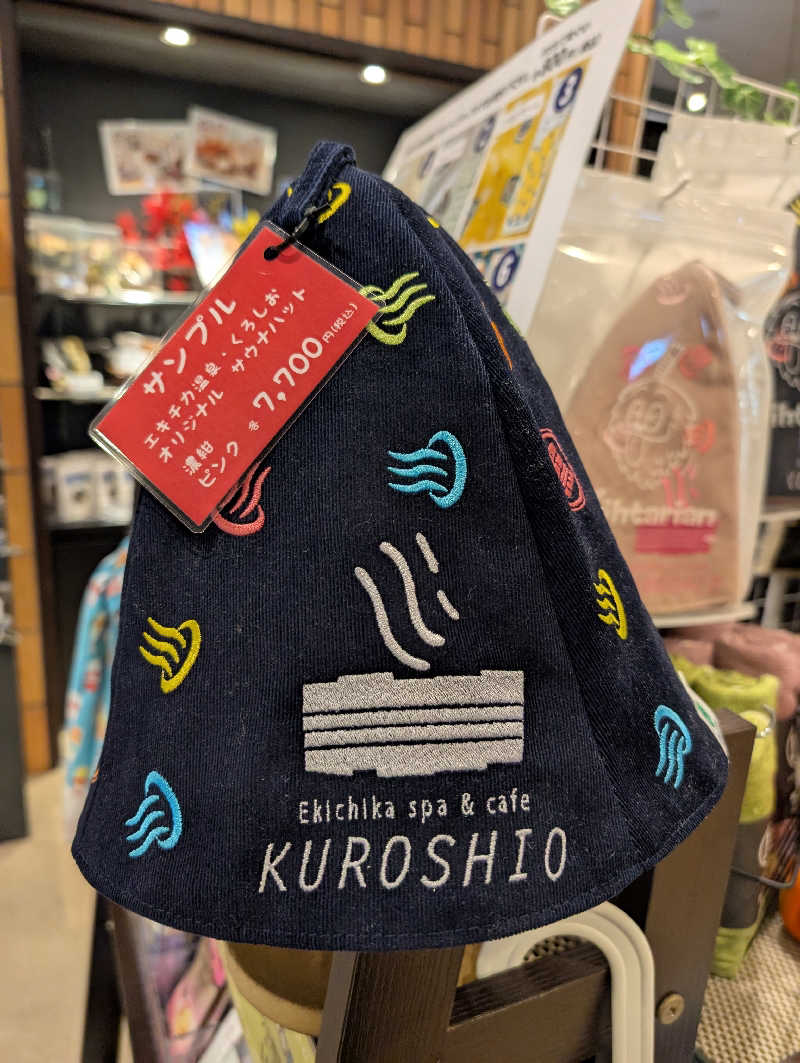 サンプル
エキチカ温泉・くろしお
オリジナル サウナハット
濃紺
ピンク 各 7,700円(税込)
Ekichika spa & cafe
KUROSHIO
ihtarian